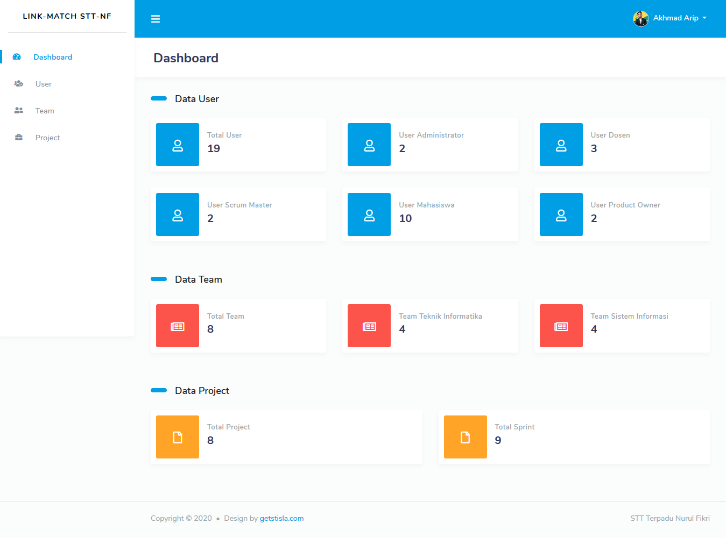 LINK-MATCH STT-NF
Akhmad Arip
Dashboard
User
Team
Project
Dashboard
Data User
Total User
19
User Administrator
2
User Dosen
3
User Scrum Master
2
User Mahasiswa
10
User Product Owner
2
Data Team
Total Team
8
Team Teknik Informatika
4
Team Sistem Informasi
4
Data Project
Total Project
8
Total Sprint
9
Copyright © 2020 • Design by getstisla.com
STT Terpadu Nurul Fikri